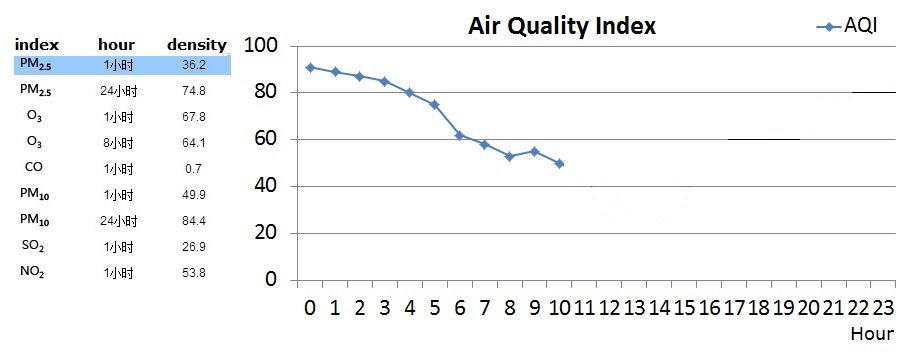 Air Quality Index
AQI
index hour density
PM2.5 1小时 36.2
PM2.5 24小时 74.8
O3 1小时 67.8
O3 8小时 64.1
CO 1小时 0.7
PM10 1小时 49.9
PM10 24小时 84.4
SO2 1小时 26.9
NO2 1小时 53.8
100
80
60
40
20
0
0 1 2 3 4 5 6 7 8 9 10 11 12 13 14 15 16 17 18 19 20 21 22 23
Hour